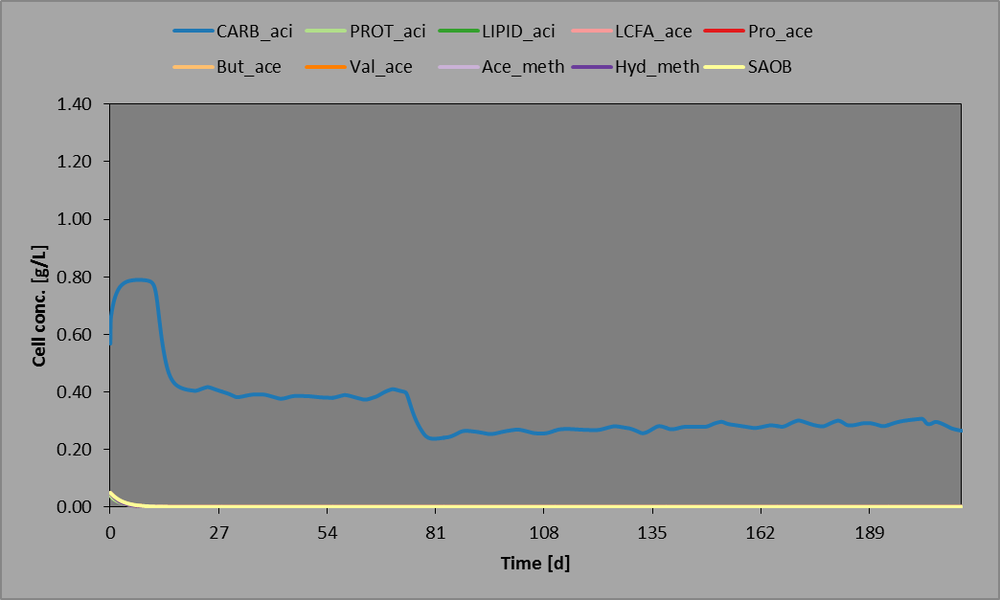 CARB_aci PROT_aci LIPID_aci LCFA_ace Pro_ace
But_ace Val_ace Ace_meth Hyd_meth SAOB
1.40
1.20
1.00
0.80
0.60
0.40
0.20
0.00
Cell conc. [g/L]
0 27 54 81 108 135 162 189
Time [d]